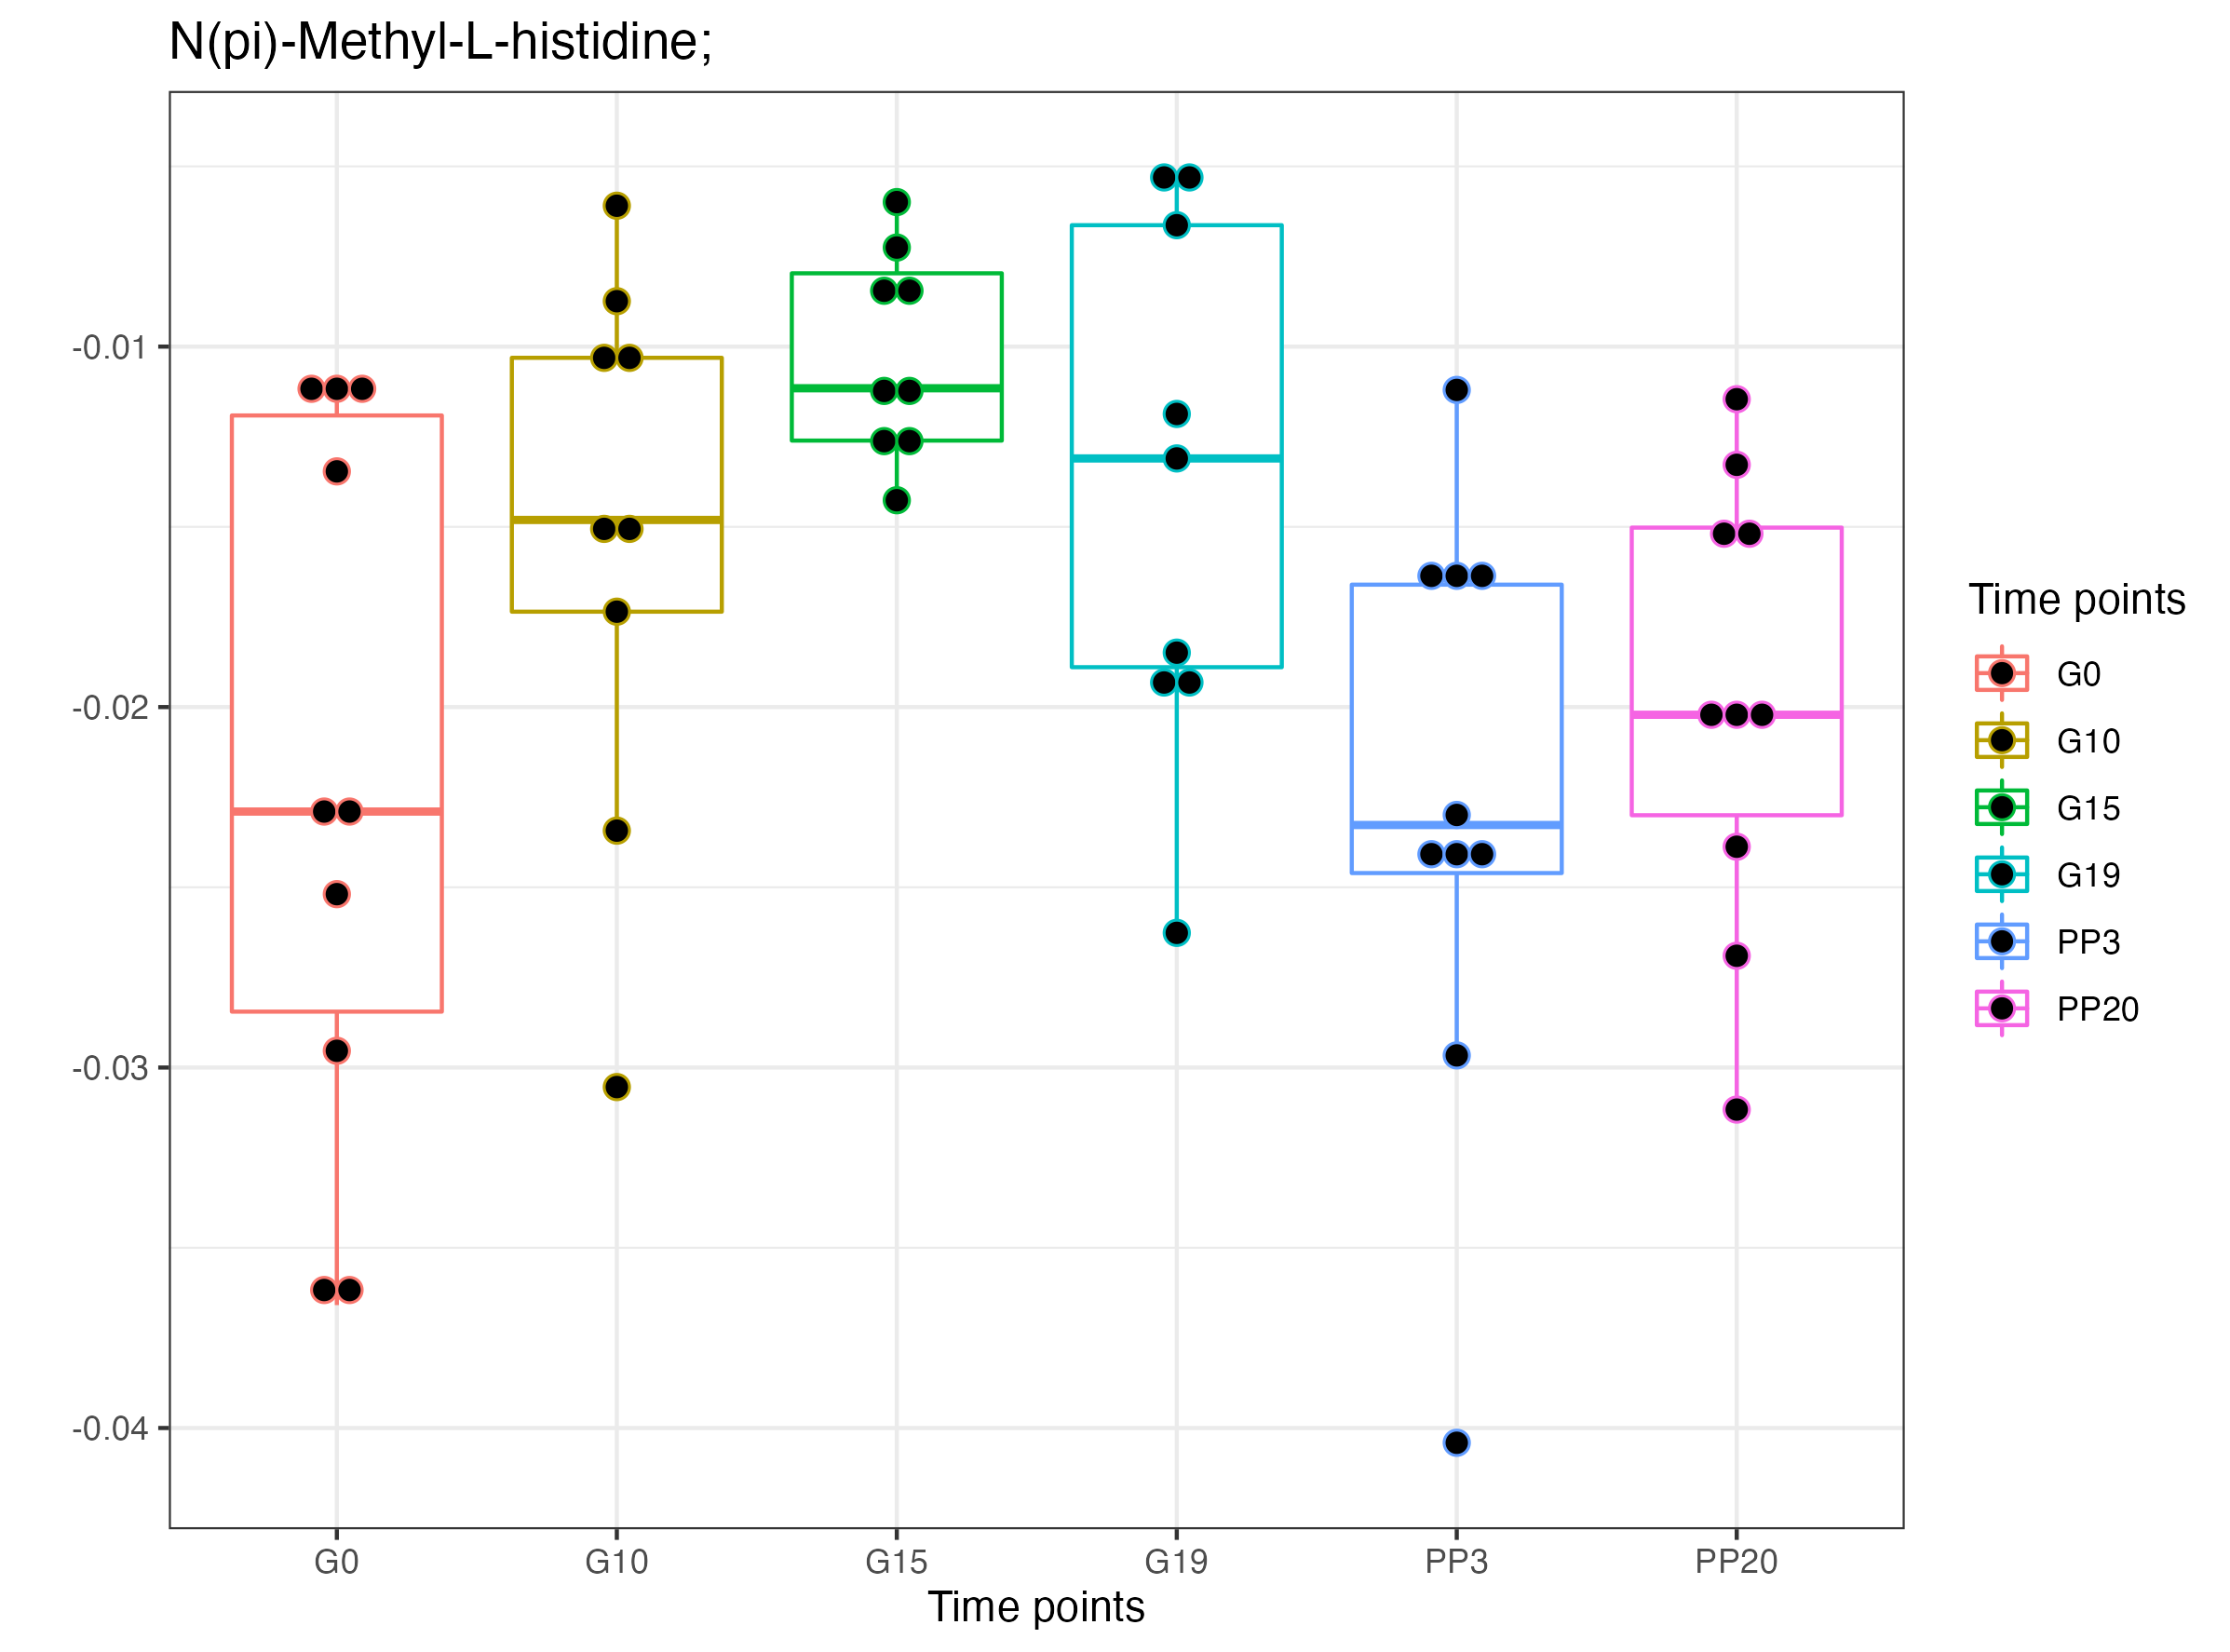 N(pi)-Methyl-L-histidine;
-0.01
-0.02
-0.03
-0.04
G0 G10 G15 G19 PP3 PP20
Time points
Time points
G0
G10
G15
G19
PP3
PP20